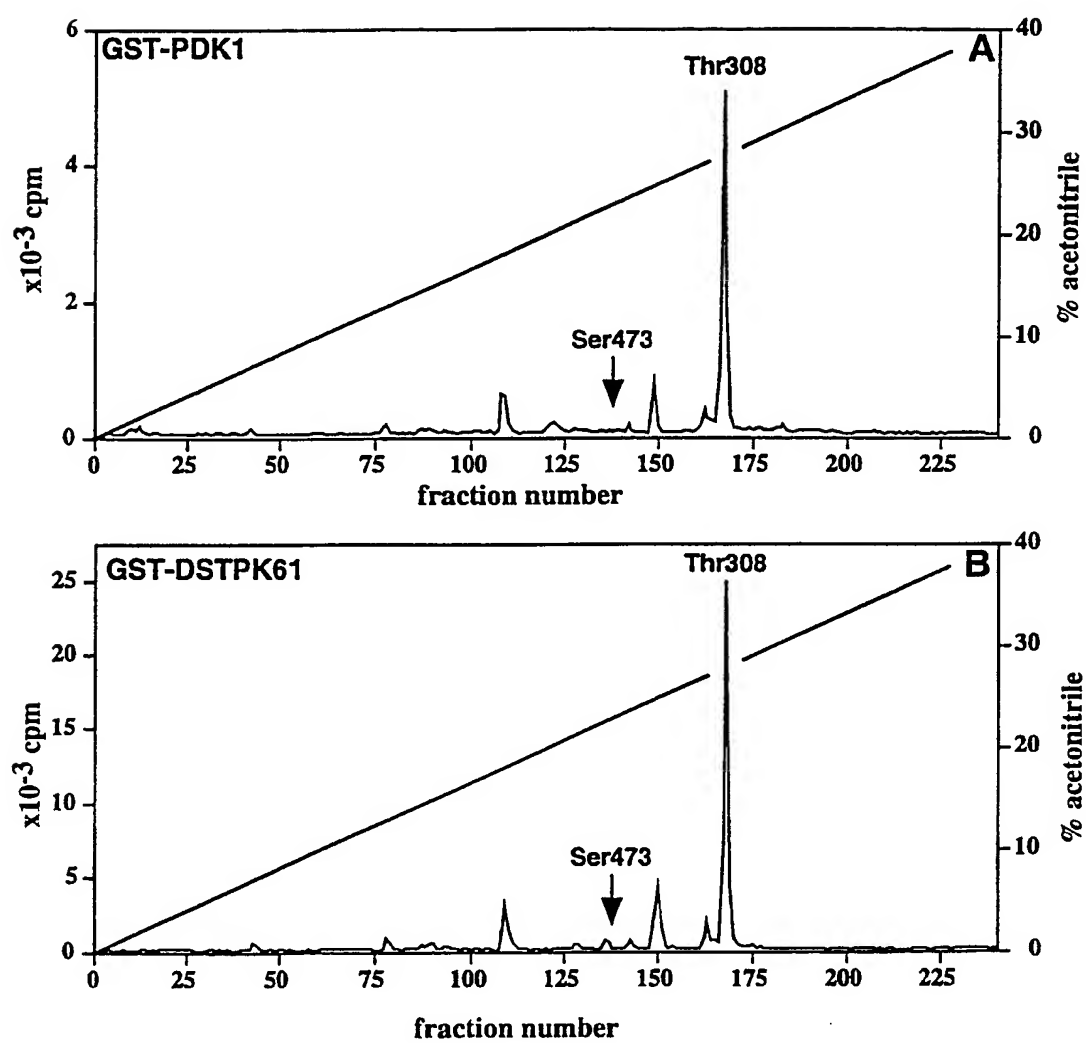 GST-PDK1
A
Thr308
Ser473
6
4
2
0
x10-3 cpm
40
30
20
10
0
% acetonitrile
0 25 50 75 100 125 150 175 200 225
fraction number
GST-DSTPK61
B
Thr308
Ser473
25
20
15
10
5
0
x10-3 cpm
40
30
20
10
0
% acetonitrile
0 25 50 75 100 125 150 175 200 225
fraction number